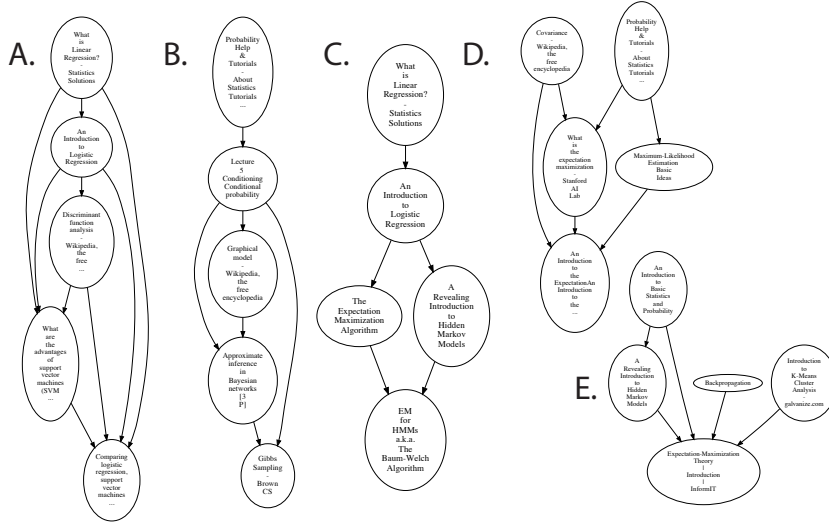 A.
What
is
Linear
Regression?
-
Statistics
Solutions
An
Introduction
to
Logistic
Regression
Discriminant
function
analysis
-
Wikipedia,
the
free
...
What
are
the
advantages
of
support
vector
machines
(SVM
...
Comparing
logistic
regression,
support
vector
machines
...
B.
Probability
Help
&
Tutorials
-
About
Statistics
Tutorials
...
Lecture
5
Conditioning
Conditional
probability
Graphical
model
-
Wikipedia,
the
free
encyclopedia
Approximate
inference
in
Bayesian
networks
[3
P]
Gibbs
Sampling
-
Brown
CS
C.
What
is
Linear
Regression?
-
Statistics
Solutions
An
Introduction
to
Logistic
Regression
The
Expectation
Maximization
Algorithm
A
Revealing
Introduction
to
Hidden
Markov
Models
EM
for
HMMs
a.k.a.
The
Baum-Welch
Algorithm
D.
Covariance
-
Wikipedia,
the
free
encyclopedia
Probability
Help
&
Tutorials
-
About
Statistics
Tutorials
...
What
is
the
expectation
maximization
-
Stanford
AI
Lab
Maximum-Likelihood
Estimation
Basic
Ideas
An
Introduction
to
the
ExpectationAn
Introduction
to
the
...
E.
An
Introduction
to
Basic
Statistics
and
Probability
A
Revealing
Introduction
to
Hidden
Markov
Models
Backpropagation
Introduction
to
K-Means
Cluster
Analysis
-
galvanize.com
Expectation-Maximization
Theory
|
Introduction
|
InformIT